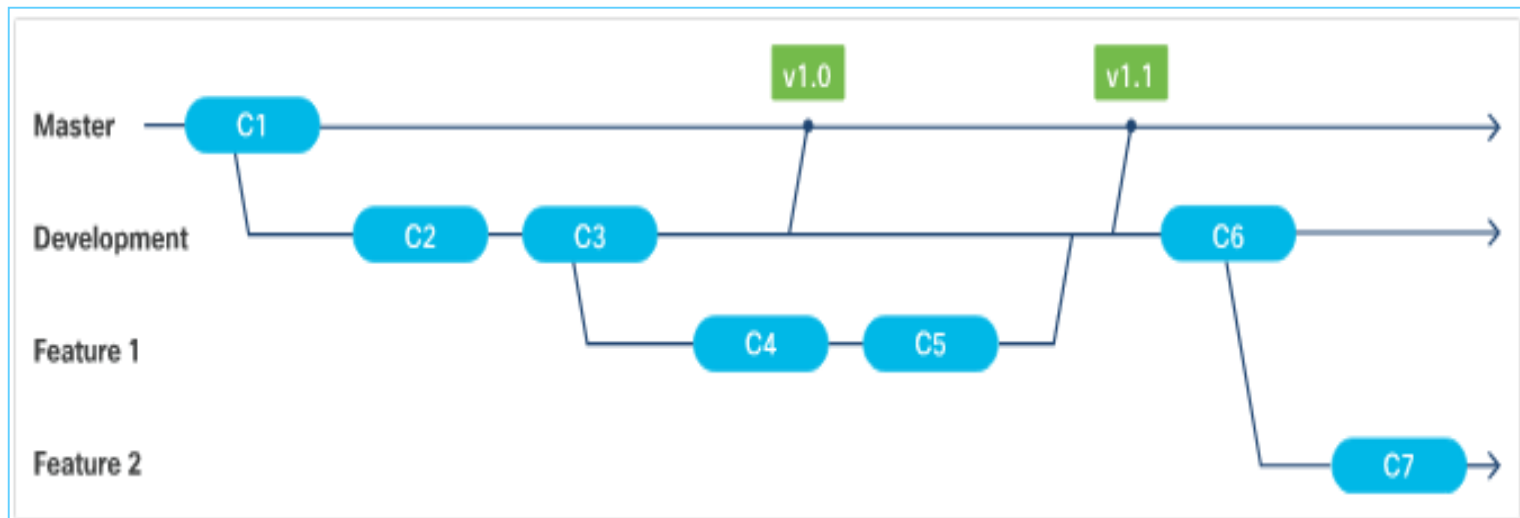 v1.0 v1.1
Master C1
Development C2 C3 C6
Feature 1 C4 C5
Feature 2 C7